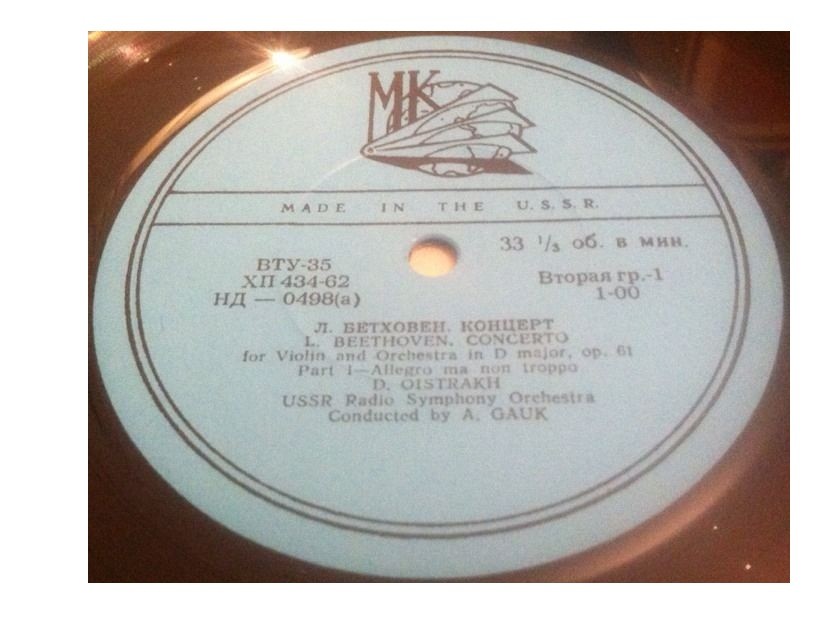 МК
MADE IN THE U.S.S.R.
33 1/3 об. в мин.
ВТУ-35
ХП 434-62
НД — 0498(а)
Вторая гр.-1
1-00
Л. БЕТХОВЕН. КОНЦЕРТ
L. BEETHOVEN. CONCERTO
for Violin and Orchestra in D major, op. 61
Part I—Allegro ma non troppo
D. OISTRAKH
USSR Radio Symphony Orchestra
Conducted by A. GAUK